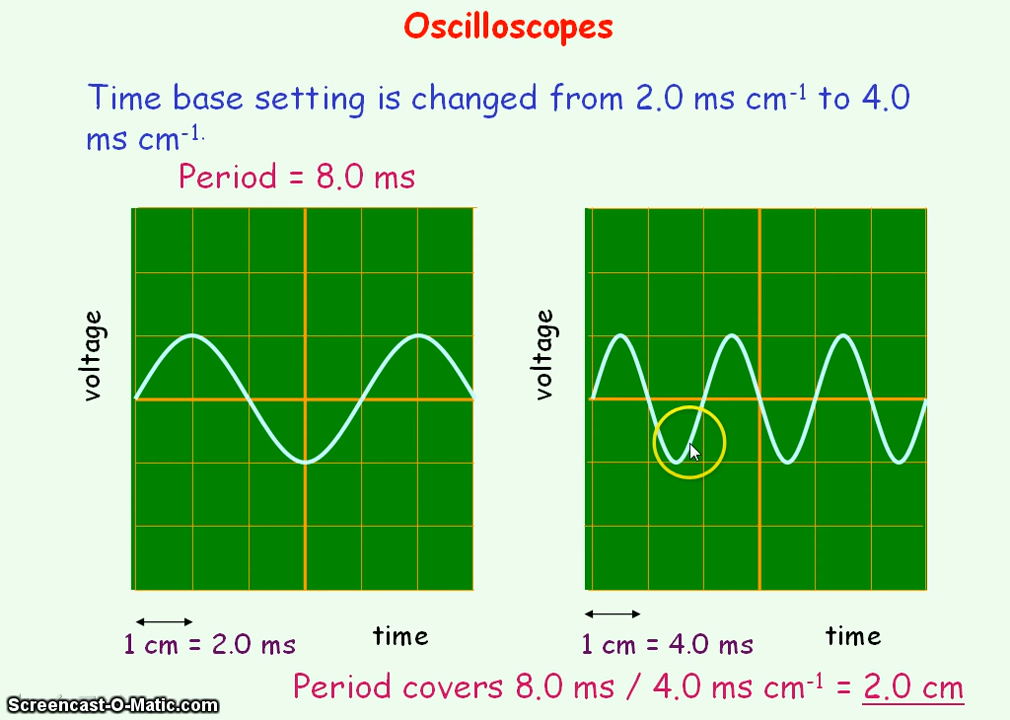 Oscilloscopes
Time base setting is changed from 2.0 ms cm⁻¹ to 4.0
ms cm⁻¹.
Period = 8.0 ms
voltage
voltage
1 cm = 2.0 ms
time
1 cm = 4.0 ms
time
Period covers 8.0 ms / 4.0 ms cm⁻¹ = 2.0 cm
Screencast-O-Matic.com